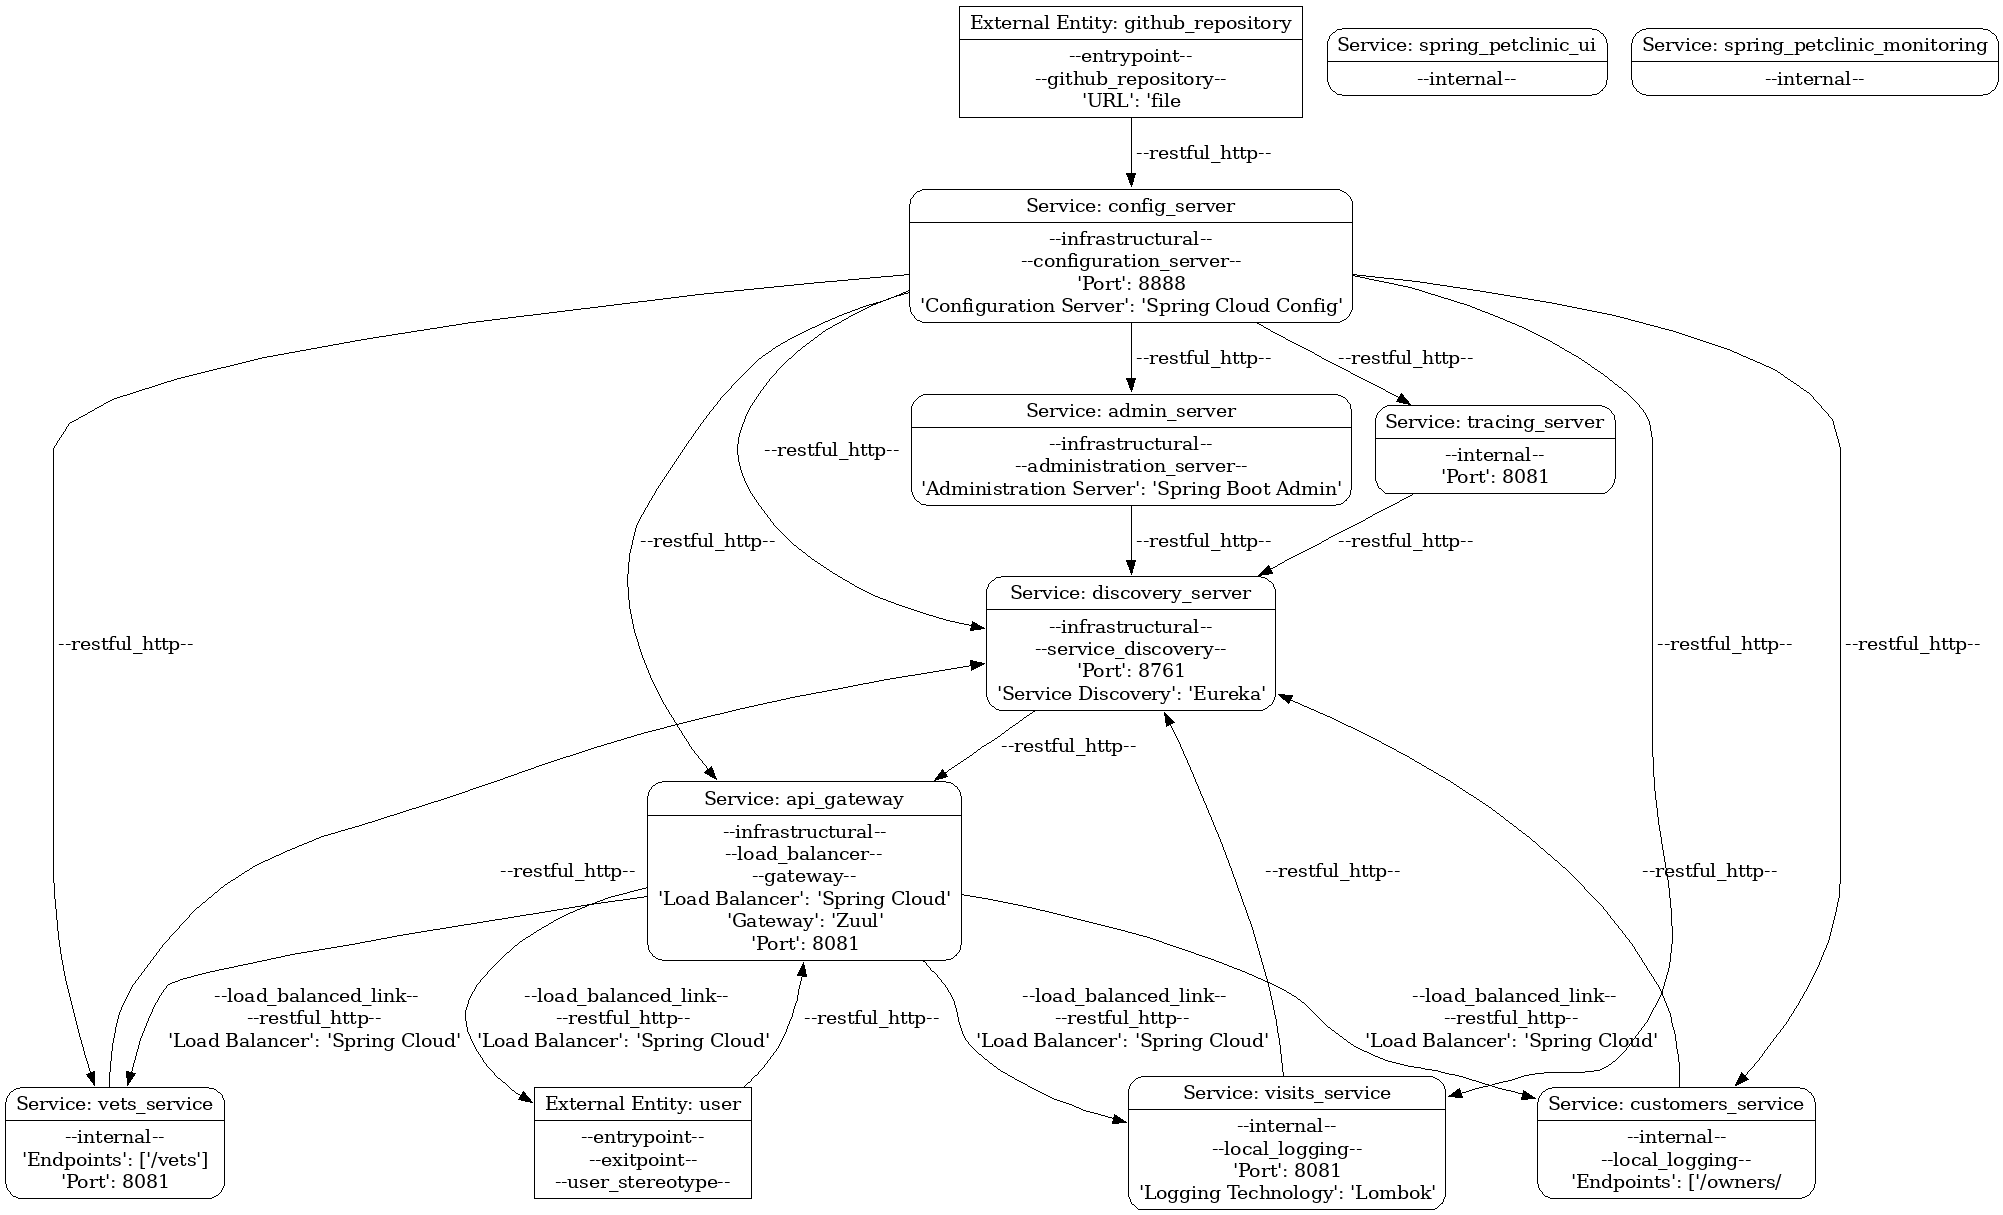 External Entity: github_repository
--entrypoint--
--github_repository--
'URL': 'file
Service: spring_petclinic_ui
--internal--
Service: spring_petclinic_monitoring
--internal--
--restful_http--
Service: config_server
--infrastructural--
--configuration_server--
'Port': 8888
'Configuration Server': 'Spring Cloud Config'
--restful_http--
--restful_http--
Service: admin_server
--infrastructural--
--administration_server--
'Administration Server': 'Spring Boot Admin'
Service: tracing_server
--internal--
'Port': 8081
--restful_http--
--restful_http--
--restful_http--
--restful_http--
Service: discovery_server
--infrastructural--
--service_discovery--
'Port': 8761
'Service Discovery': 'Eureka'
--restful_http--
--restful_http--
--restful_http--
--restful_http--
Service: api_gateway
--infrastructural--
--load_balancer--
--gateway--
'Load Balancer': 'Spring Cloud'
'Gateway': 'Zuul'
'Port': 8081
--restful_http--
--restful_http--
--restful_http--
--load_balanced_link--
--restful_http--
'Load Balancer': 'Spring Cloud'
--load_balanced_link--
--restful_http--
'Load Balancer': 'Spring Cloud'
--restful_http--
--load_balanced_link--
--restful_http--
'Load Balancer': 'Spring Cloud'
--load_balanced_link--
--restful_http--
'Load Balancer': 'Spring Cloud'
Service: vets_service
--internal--
'Endpoints': ['/vets']
'Port': 8081
External Entity: user
--entrypoint--
--exitpoint--
--user_stereotype--
Service: visits_service
--internal--
--local_logging--
'Port': 8081
'Logging Technology': 'Lombok'
Service: customers_service
--internal--
--local_logging--
'Endpoints': ['/owners/